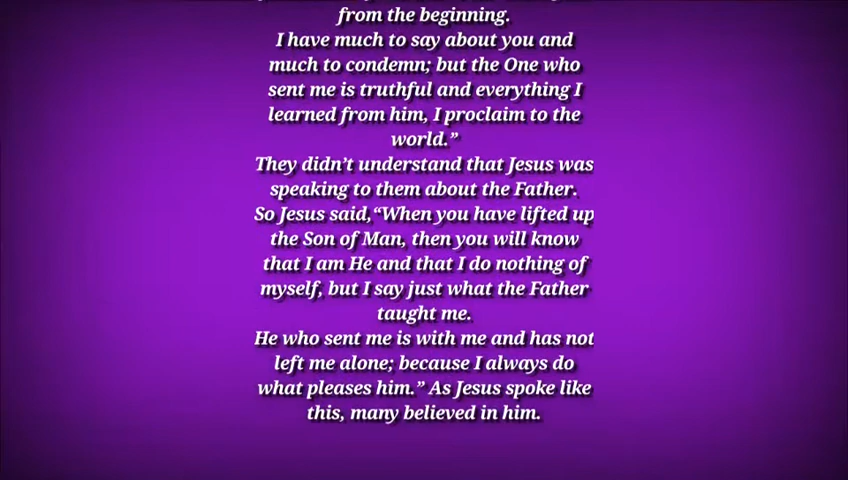 from the beginning.
I have much to say about you and
much to condemn; but the One who
sent me is truthful and everything I
learned from him, I proclaim to the
world.”
They didn’t understand that Jesus was
speaking to them about the Father.
So Jesus said,“When you have lifted up
the Son of Man, then you will know
that I am He and that I do nothing of
myself, but I say just what the Father
taught me.
He who sent me is with me and has not
left me alone; because I always do
what pleases him.” As Jesus spoke like
this, many believed in him.